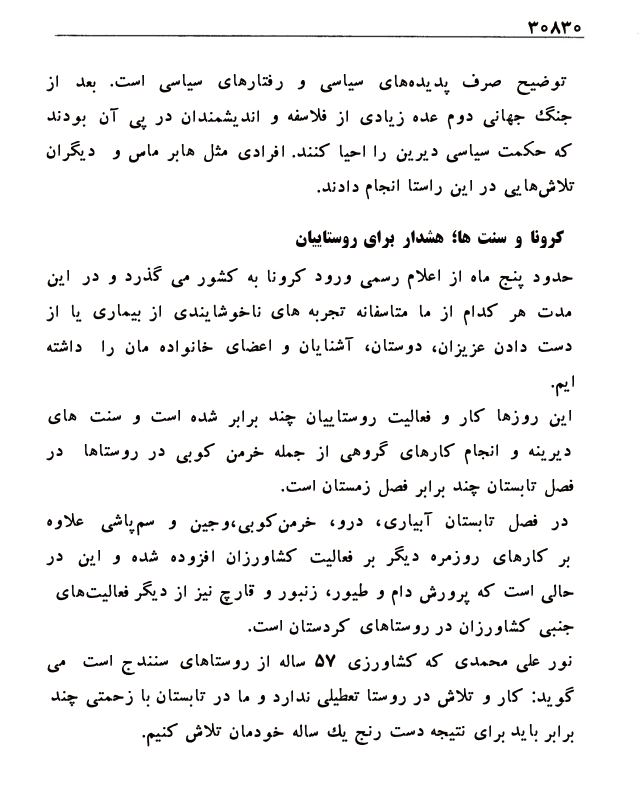 ۳۰۸۳۰
توضیح صرف پدیده‌های سیاسی و رفتارهای سیاسی است. بعد از
جنگ جهانی دوم عده زیادی از فلاسفه و اندیشمندان در پی آن بودند
که حکمت سیاسی دیرین را احیا کنند. افرادی مثل هابر ماس و دیگران
تلاش‌هایی در این راستا انجام دادند.
کرونا و سنت ها؛ هشدار برای روستاییان
حدود پنج ماه از اعلام رسمی ورود کرونا به کشور می گذرد و در این
مدت هر کدام از ما متاسفانه تجربه های ناخوشایندی از بیماری یا از
دست دادن عزیزان، دوستان، آشنایان و اعضای خانواده مان را داشته
ایم.
این روزها کار و فعالیت روستاییان چند برابر شده است و سنت های
دیرینه و انجام کارهای گروهی از جمله خرمن کوبی در روستاها در
فصل تابستان چند برابر فصل زمستان است.
در فصل تابستان آبیاری، درو، خرمن‌کوبی،وجین و سم‌پاشی علاوه
بر کارهای روزمره دیگر بر فعالیت کشاورزان افزوده شده و این در
حالی است که پرورش دام و طیور، زنبور و قارچ نیز از دیگر فعالیت‌های
جنبی کشاورزان در روستاهای کردستان است.
نور علی محمدی که کشاورزی ۵۷ ساله از روستاهای سنندج است می
گوید: کار و تلاش در روستا تعطیلی ندارد و ما در تابستان با زحمتی چند
برابر باید برای نتیجه دست رنج یك ساله خودمان تلاش کنیم.